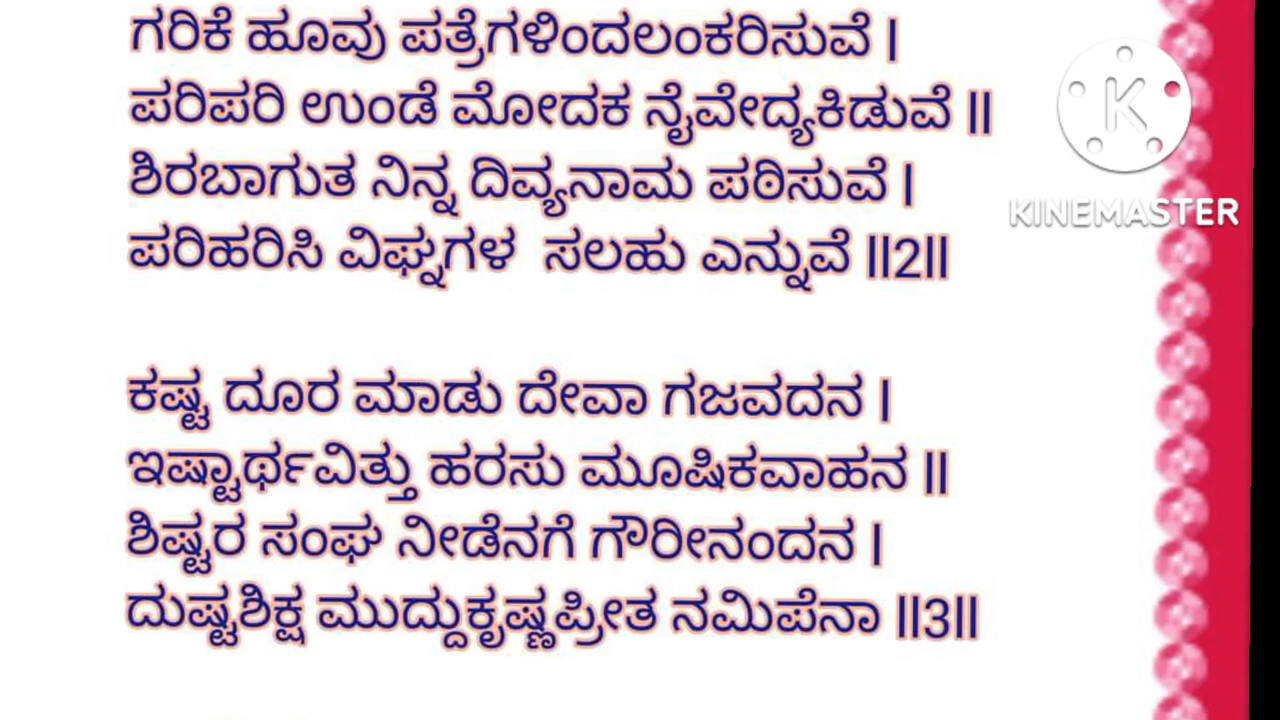 ಗರಿಕೆ ಹೂವು ಪತ್ರೆಗಳಿಂದಲಂಕರಿಸುವೆ |
ಪರಿಪರಿ ಉಂಡೆ ಮೋದಕ ನೈವೇದ್ಯಕಿಡುವೆ ||
ಶಿರಬಾಗುತ ನಿನ್ನ ದಿವ್ಯನಾಮ ಪಠಿಸುವೆ |
ಪರಿಹರಿಸಿ ವಿಘ್ನಗಳ ಸಲಹು ಎನ್ನುವೆ ||2||
ಕಷ್ಟ ದೂರ ಮಾಡು ದೇವಾ ಗಜವದನ |
ಇಷ್ಟಾರ್ಥವಿತ್ತು ಹರಸು ಮೂಷಿಕವಾಹನ ||
ಶಿಷ್ಟರ ಸಂಘ ನೀಡೆನಗೆ ಗೌರೀನಂದನ |
ದುಷ್ಟಶಿಕ್ಷ ಮುದ್ದುಕೃಷ್ಣಪ್ರೀತ ನಮಿಪೆನಾ ||3||
K
KINEMASTER